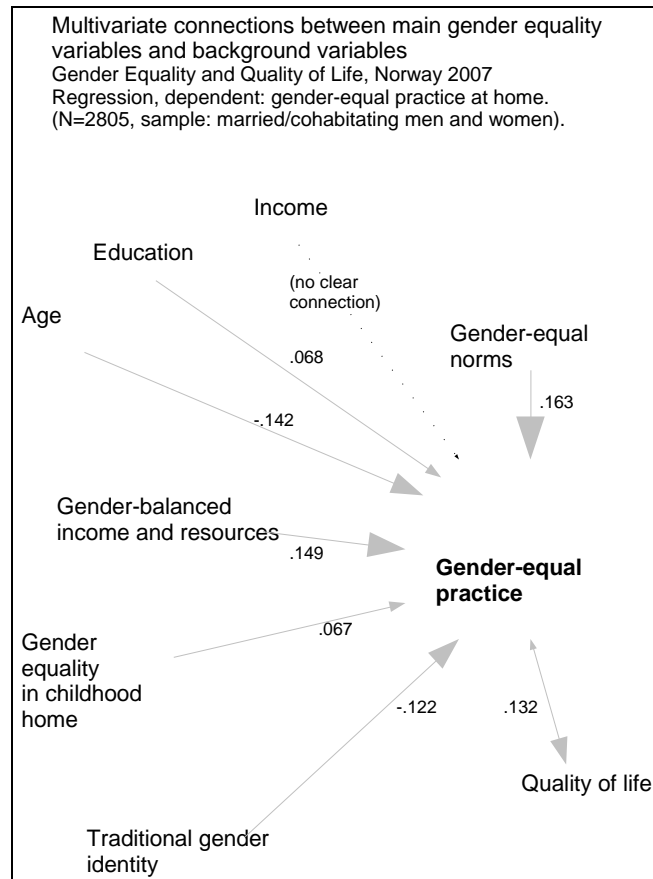 Multivariate connections between main gender equality
variables and background variables
Gender Equality and Quality of Life, Norway 2007
Regression, dependent: gender-equal practice at home.
(N=2805, sample: married/cohabitating men and women).
Income
Education
(no clear
connection)
Age
Gender-equal
norms
.068
.163
-.142
Gender-balanced
income and resources
.149
Gender-equal
practice
.067
Gender
equality
in childhood
home
-.122
.132
Quality of life
Traditional gender
identity